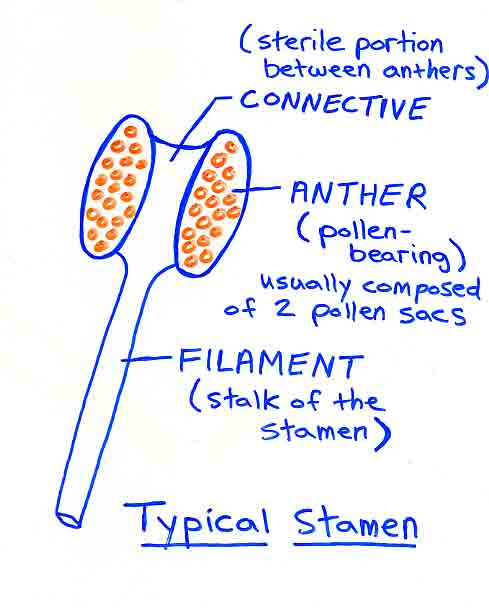 (sterile portion
between anthers)
CONNECTIVE
ANTHER
(pollen-
bearing)
usually composed
of 2 pollen sacs
FILAMENT
(stalk of the
stamen)
Typical Stamen